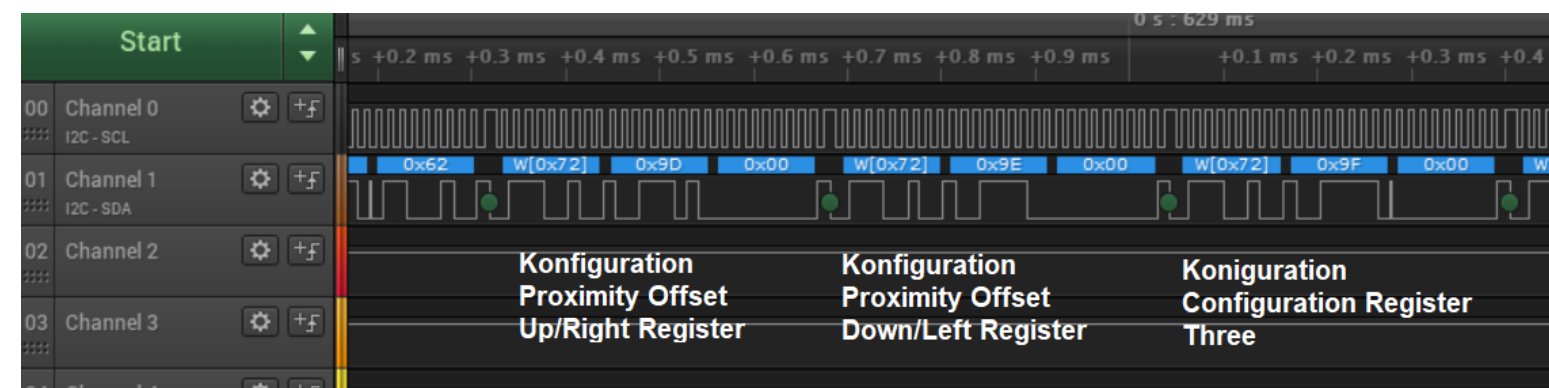 0 s : 629 ms
Start
s +0.2 ms +0.3 ms +0.4 ms +0.5 ms +0.6 ms +0.7 ms +0.8 ms +0.9 ms +0.1 ms +0.2 ms +0.3 ms +0.4
00 Channel 0
I2C - SCL
0x62 W[0x72] 0x9D 0x00 W[0x72] 0x9E 0x00 W[0x72] 0x9F 0x00 W
01 Channel 1
I2C - SDA
02 Channel 2
Konfiguration
Proximity Offset
Up/Right Register
Konfiguration
Proximity Offset
Down/Left Register
Koniguration
Configuration Register
Three
03 Channel 3